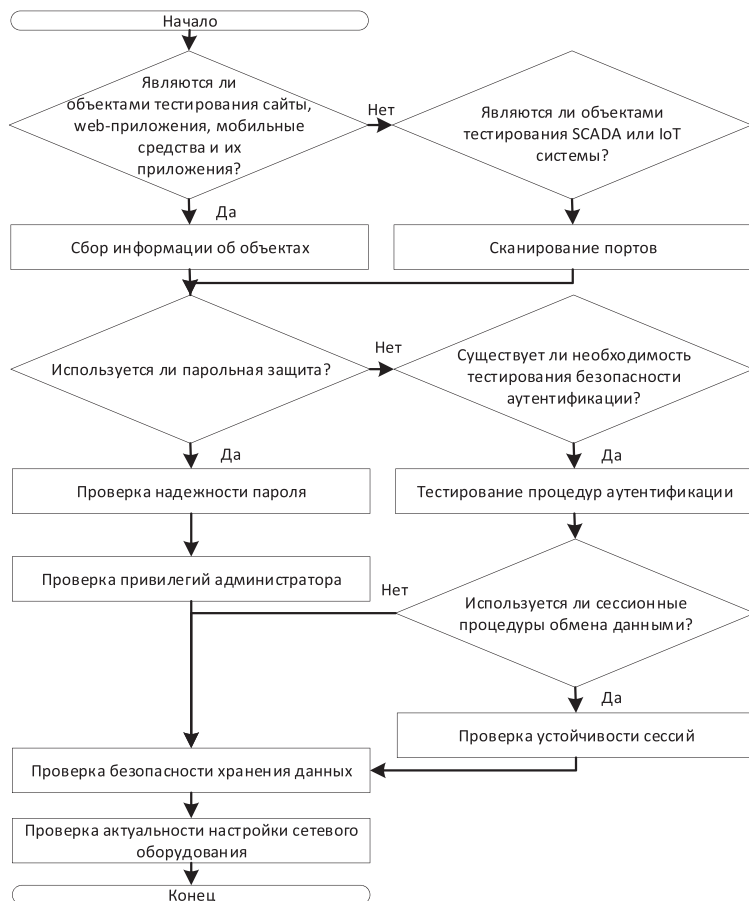 Начало
Являются ли
объектами тестирования сайты,
web-приложения, мобильные
средства и их
приложения?
Нет
Являются ли объектами
тестирования SCADA или IoT
системы?
Да
Сбор информации об объектах
Сканирование портов
Используется ли парольная защита?
Нет
Существует ли необходимость
тестирования безопасности
аутентификации?
Да
Да
Проверка надежности пароля
Тестирование процедур аутентификации
Проверка привилегий администратора
Нет
Используется ли сессионные
процедуры обмена данными?
Да
Проверка устойчивости сессий
Проверка безопасности хранения данных
Проверка актуальности настройки сетевого
оборудования
Конец